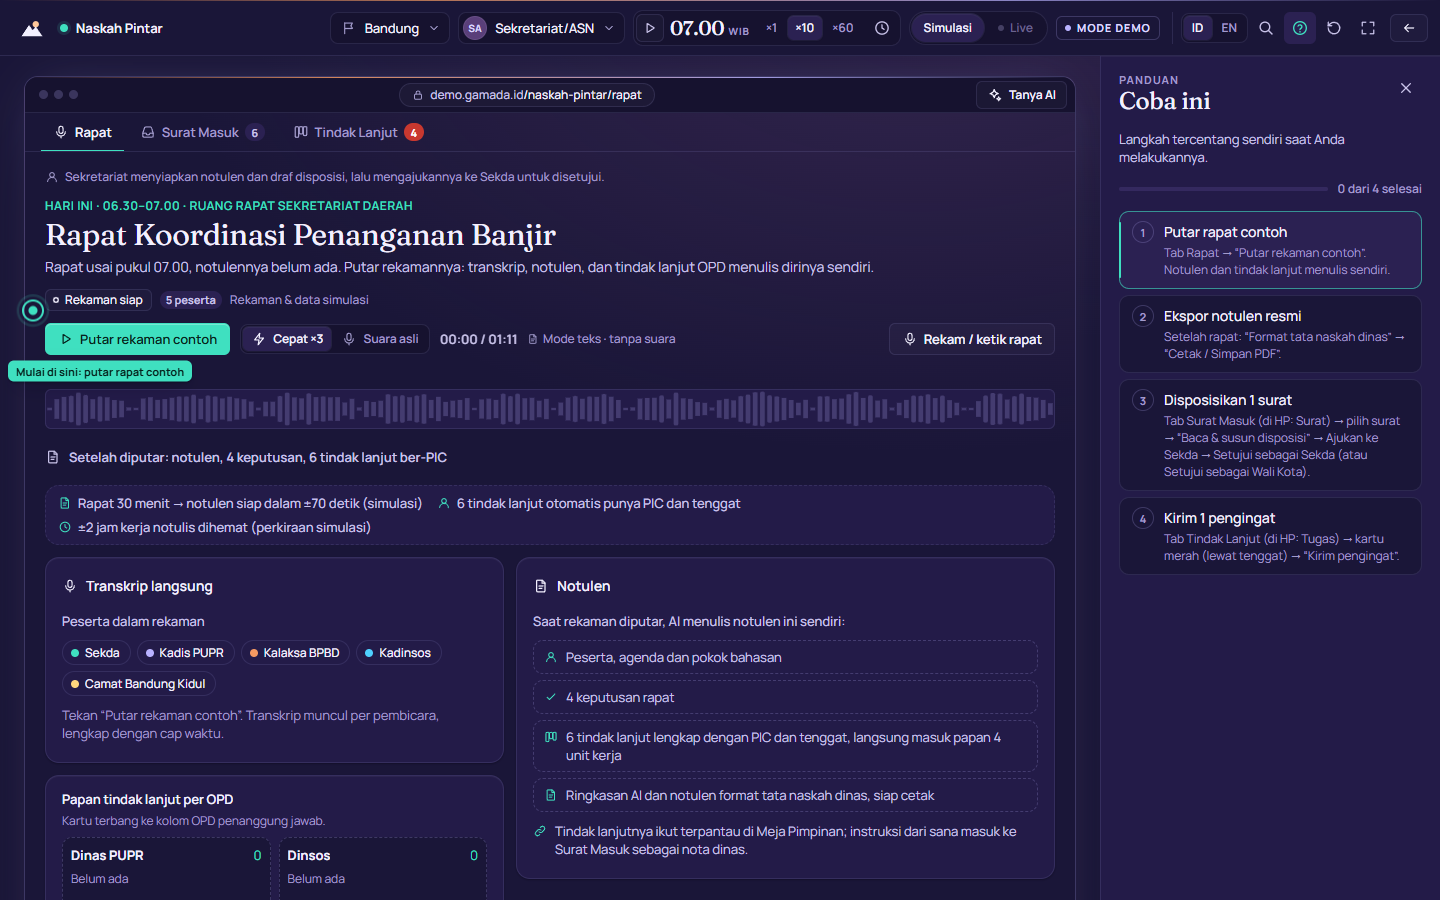 Naskah Pintar
Bandung
SA Sekretariat/ASN
07.00 WIB
×1 ×10 ×60
Simulasi Live
MODE DEMO
ID EN
demo.gamada.id/naskah-pintar/rapat
Tanya AI
Rapat
Surat Masuk 6
Tindak Lanjut 4
Sekretariat menyiapkan notulen dan draf disposisi, lalu mengajukannya ke Sekda untuk disetujui.
HARI INI · 06.30–07.00 · RUANG RAPAT SEKRETARIAT DAERAH
Rapat Koordinasi Penanganan Banjir
Rapat usai pukul 07.00, notulennya belum ada. Putar rekamannya: transkrip, notulen, dan tindak lanjut OPD menulis dirinya sendiri.
Rekaman siap
5 peserta
Rekaman & data simulasi
Putar rekaman contoh
Cepat ×3
Suara asli
00:00 / 01:11
Mode teks · tanpa suara
Rekam / ketik rapat
Mulai di sini: putar rapat contoh
Setelah diputar: notulen, 4 keputusan, 6 tindak lanjut ber-PIC
Rapat 30 menit → notulen siap dalam ±70 detik (simulasi)
6 tindak lanjut otomatis punya PIC dan tenggat
±2 jam kerja notulis dihemat (perkiraan simulasi)
Transkrip langsung
Peserta dalam rekaman
Sekda
Kadis PUPR
Kalaksa BPBD
Kadinsos
Camat Bandung Kidul
Tekan “Putar rekaman contoh”. Transkrip muncul per pembicara,
lengkap dengan cap waktu.
Papan tindak lanjut per OPD
Kartu terbang ke kolom OPD penanggung jawab.
Dinas PUPR 0
Belum ada
Dinsos 0
Belum ada
Notulen
Saat rekaman diputar, AI menulis notulen ini sendiri:
Peserta, agenda dan pokok bahasan
4 keputusan rapat
6 tindak lanjut lengkap dengan PIC dan tenggat, langsung masuk papan 4
unit kerja
Ringkasan AI dan notulen format tata naskah dinas, siap cetak
Tindak lanjutnya ikut terpantau di Meja Pimpinan; instruksi dari sana masuk ke
Surat Masuk sebagai nota dinas.
PANDUAN
Coba ini
Langkah tercentang sendiri saat Anda
melakukannya.
0 dari 4 selesai
1 Putar rapat contoh
Tab Rapat → “Putar rekaman contoh”.
Notulen dan tindak lanjut menulis sendiri.
2 Ekspor notulen resmi
Setelah rapat: “Format tata naskah dinas” →
“Cetak / Simpan PDF”.
3 Disposisikan 1 surat
Tab Surat Masuk (di HP: Surat) → pilih surat
→ “Baca & susun disposisi” → Ajukan ke
Sekda → Setujui sebagai Sekda (atau
Setujui sebagai Wali Kota).
4 Kirim 1 pengingat
Tab Tindak Lanjut (di HP: Tugas) → kartu
merah (lewat tenggat) → “Kirim pengingat”.